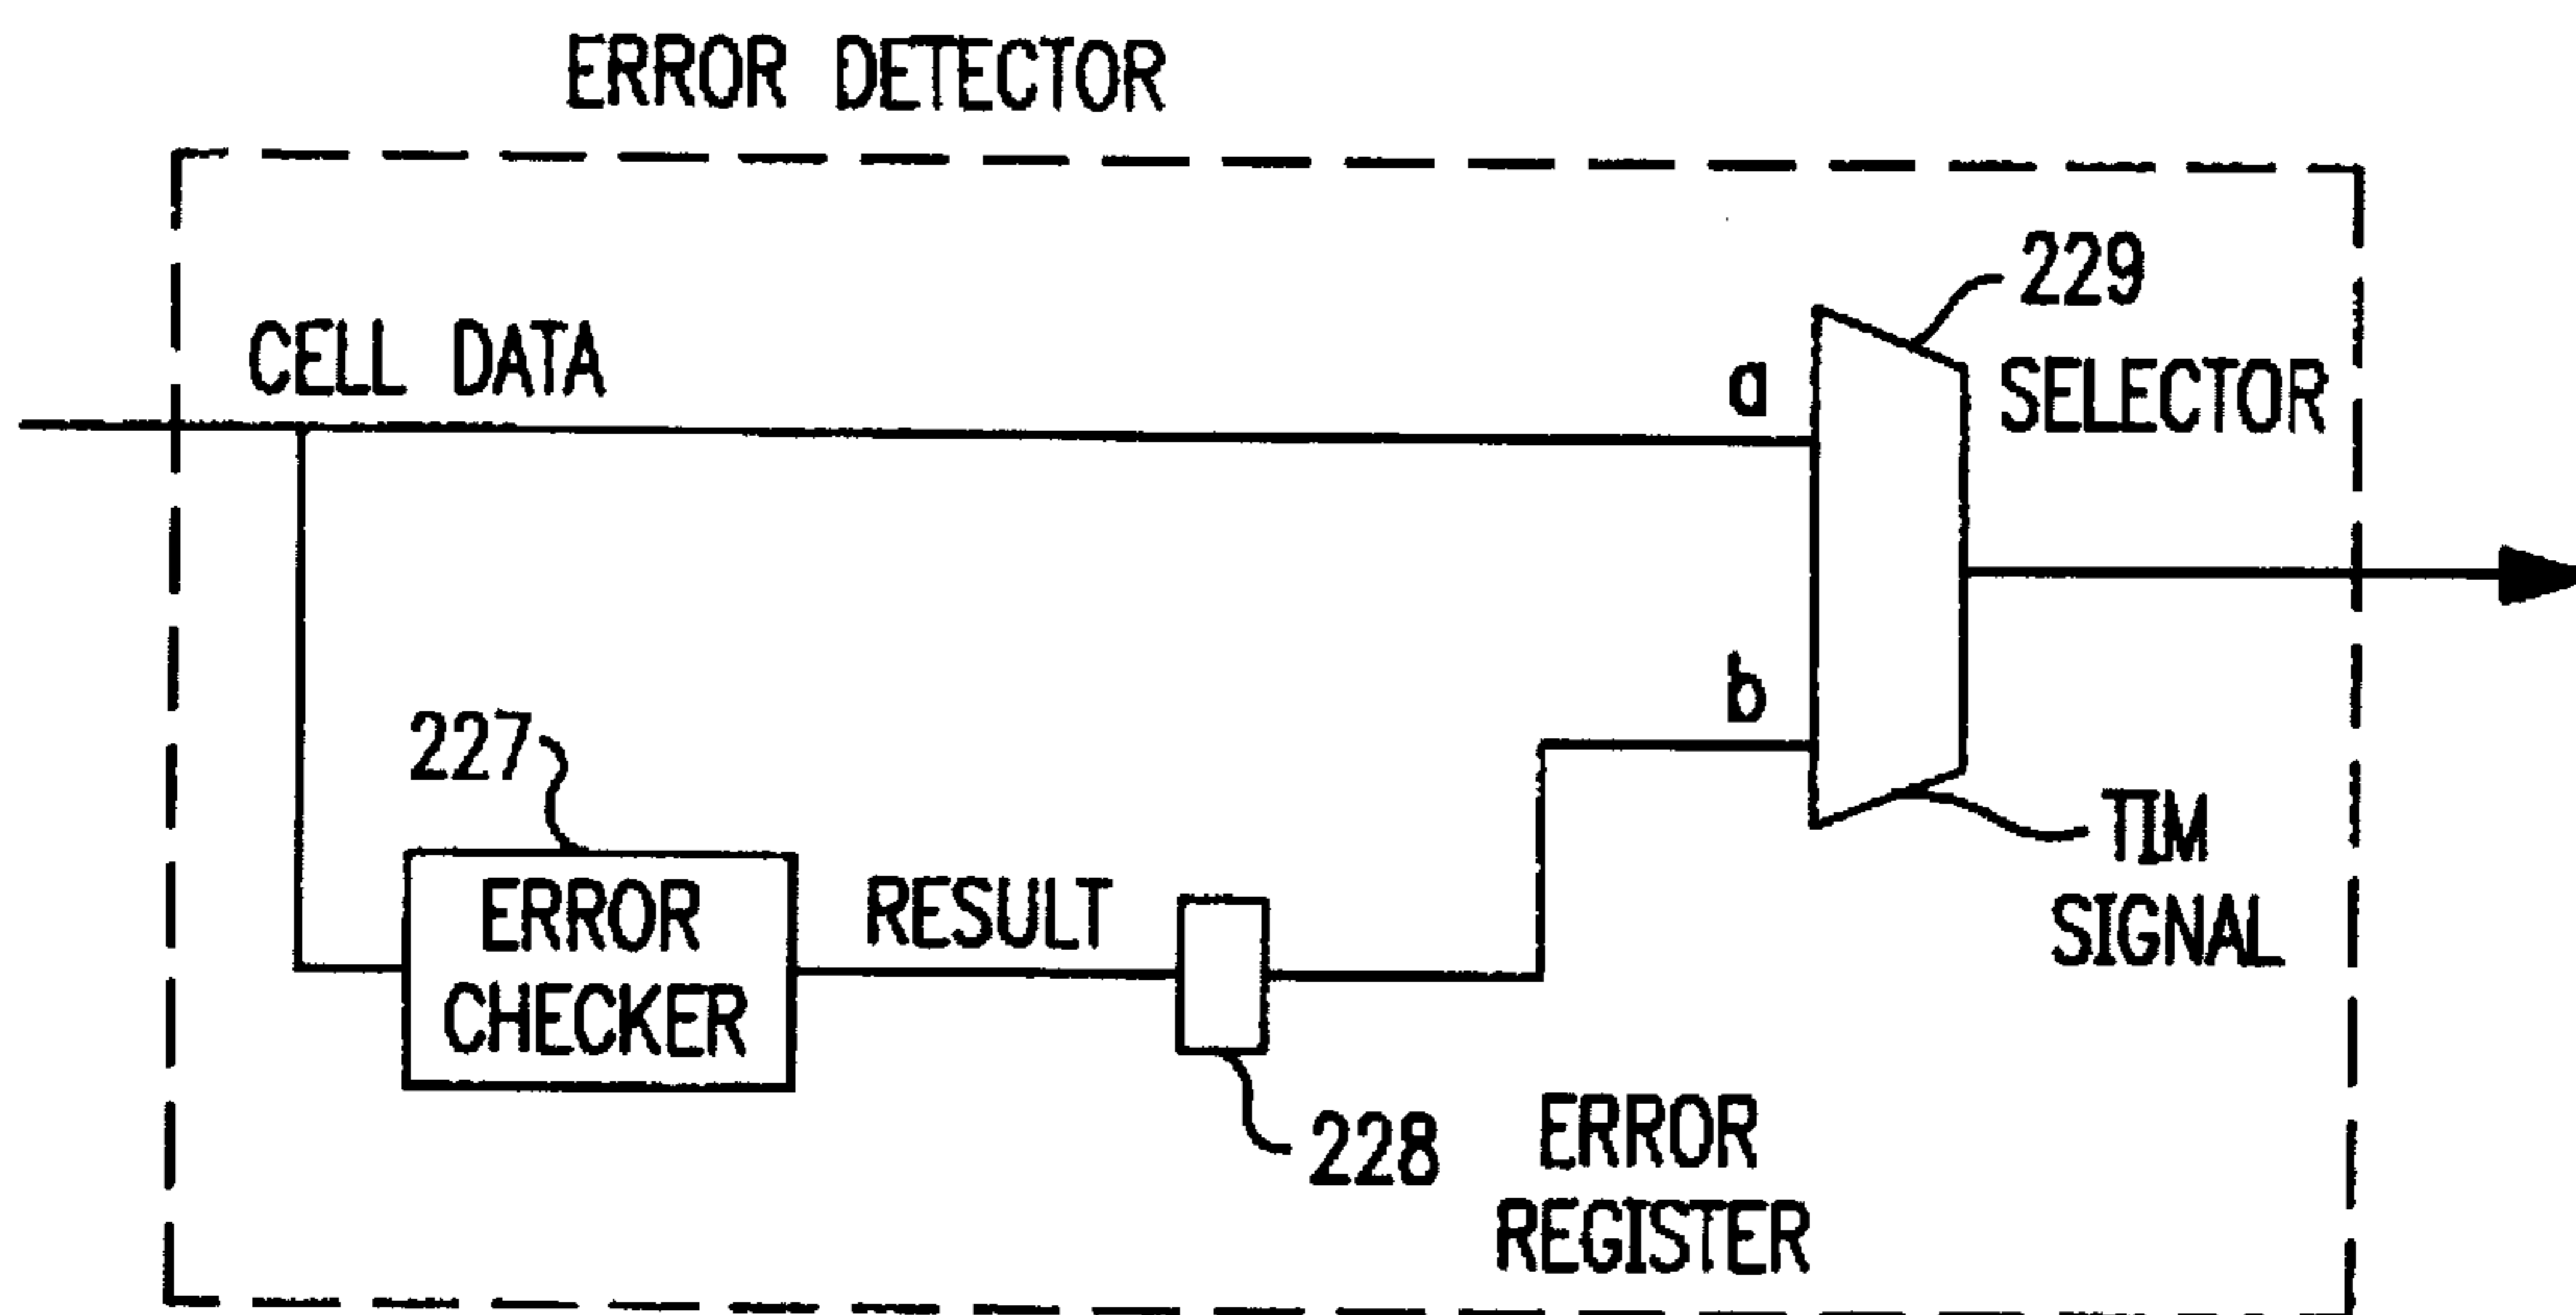 ERROR DETECTOR
229
CELL DATA
a
SELECTOR
b
227
TIM
SIGNAL
ERROR
CHECKER
RESULT
228
ERROR
REGISTER